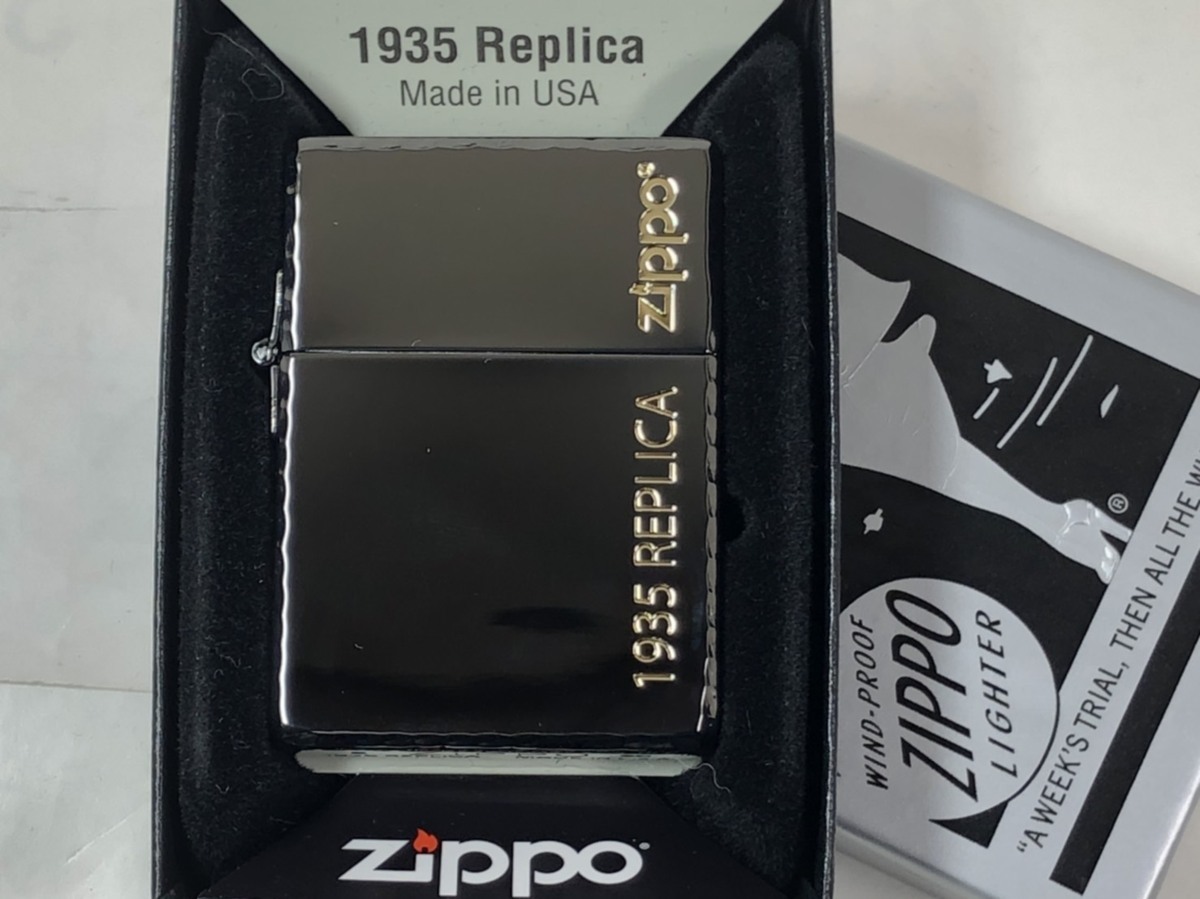 1935 Replica
Made in USA
zippo®
1935 REPLICA
zippo
WIND-PROOF
ZIPPO
LIGHTER
®
"A WEEK'S TRIAL, THEN ALL THE